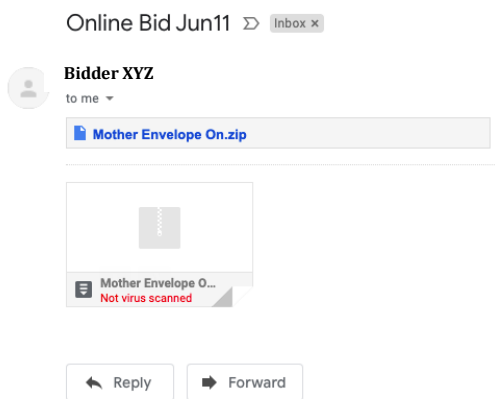 Online Bid Jun11
Inbox ×
Bidder XYZ
to me
Mother Envelope On.zip
Mother Envelope O...
Not virus scanned
Reply
Forward